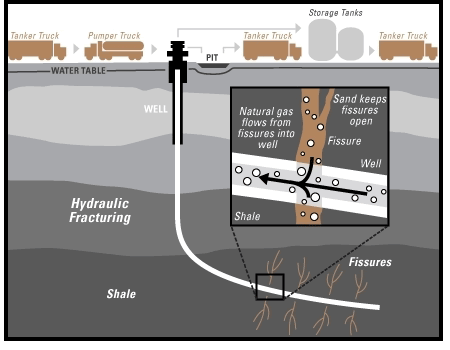 Storage Tanks
Tanker Truck
Pumper Truck
Tanker Truck
Tanker Truck
PIT
WATER TABLE
WELL
Natural gas
flows from
fissures into
well
Sand keeps
fissures
open
Fissure
Well
Shale
Hydraulic
Fracturing
Fissures
Shale